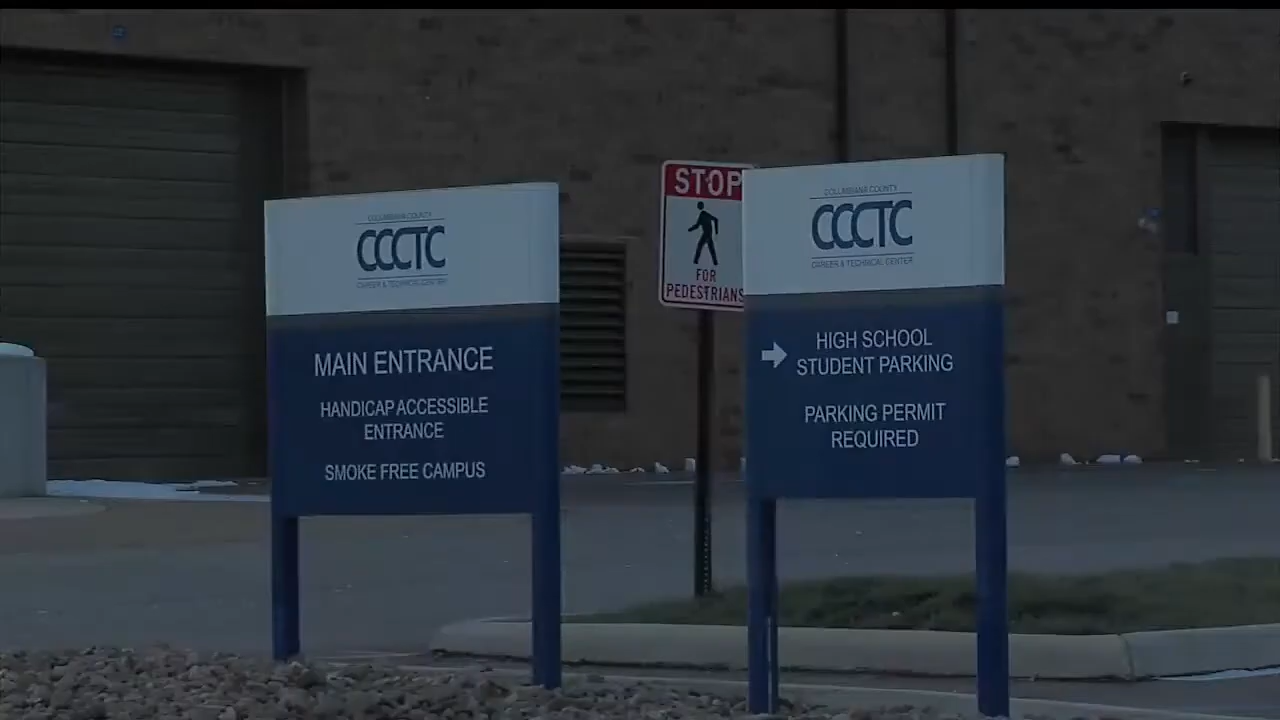 COLUMBIANA COUNTY
CCCTC
CAREER & TECHNICAL CENTER
MAIN ENTRANCE
HANDICAP ACCESSIBLE
ENTRANCE
SMOKE FREE CAMPUS
STOP
FOR
PEDESTRIANS
COLUMBIANA COUNTY
CCCTC
CAREER & TECHNICAL CENTER
HIGH SCHOOL
STUDENT PARKING
PARKING PERMIT
REQUIRED